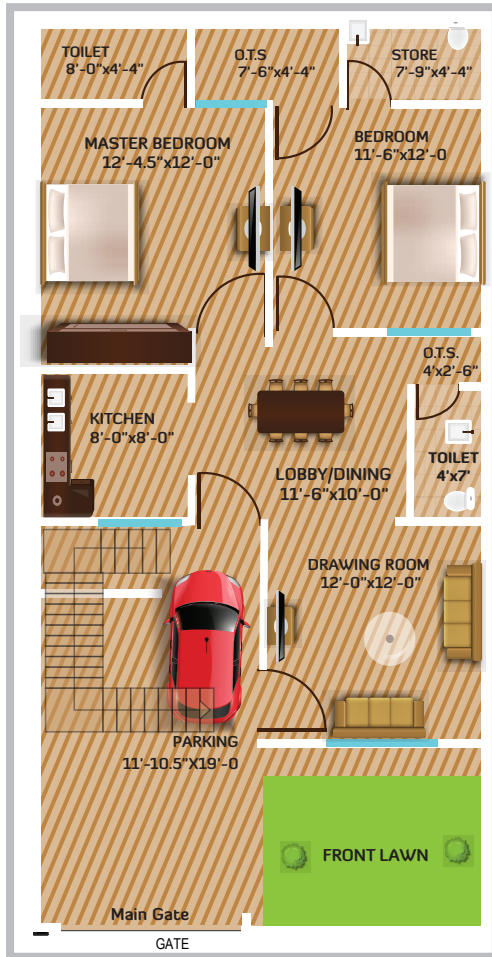 TOILET
8'-0"x4'-4"
O.T.S
7'-6"x4'-4"
STORE
7'-9"x4'-4"
MASTER BEDROOM
12'-4.5"x12'-0"
BEDROOM
11'-6"x12'-0
O.T.S.
4'x2'-6"
KITCHEN
8'-0"x8'-0"
LOBBY/DINING
11'-6"x10'-0"
TOILET
4'x7'
DRAWING ROOM
12'-0"x12'-0"
PARKING
11'-10.5"X19'-0
FRONT LAWN
Main Gate
GATE